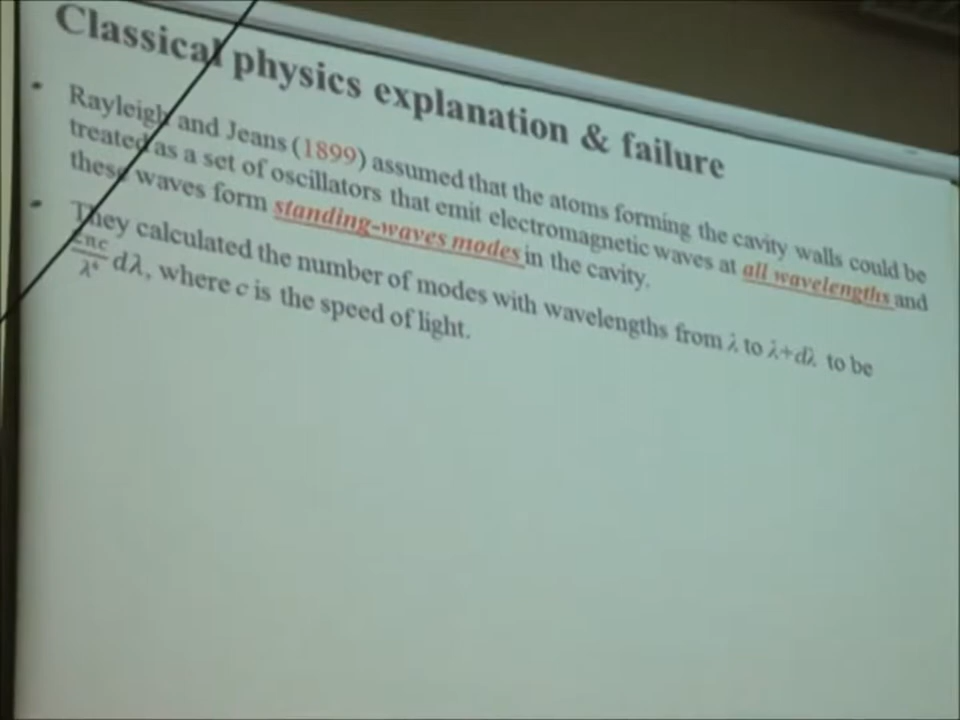 Classical physics explanation & failure
• Rayleigh and Jeans (1899) assumed that the atoms forming the cavity walls could be
treated as a set of oscillators that emit electromagnetic waves at all wavelengths and
these waves form standing-waves modes in the cavity.
• They calculated the number of modes with wavelengths from λ to λ+dλ to be
2πc/λ⁴ dλ, where c is the speed of light.